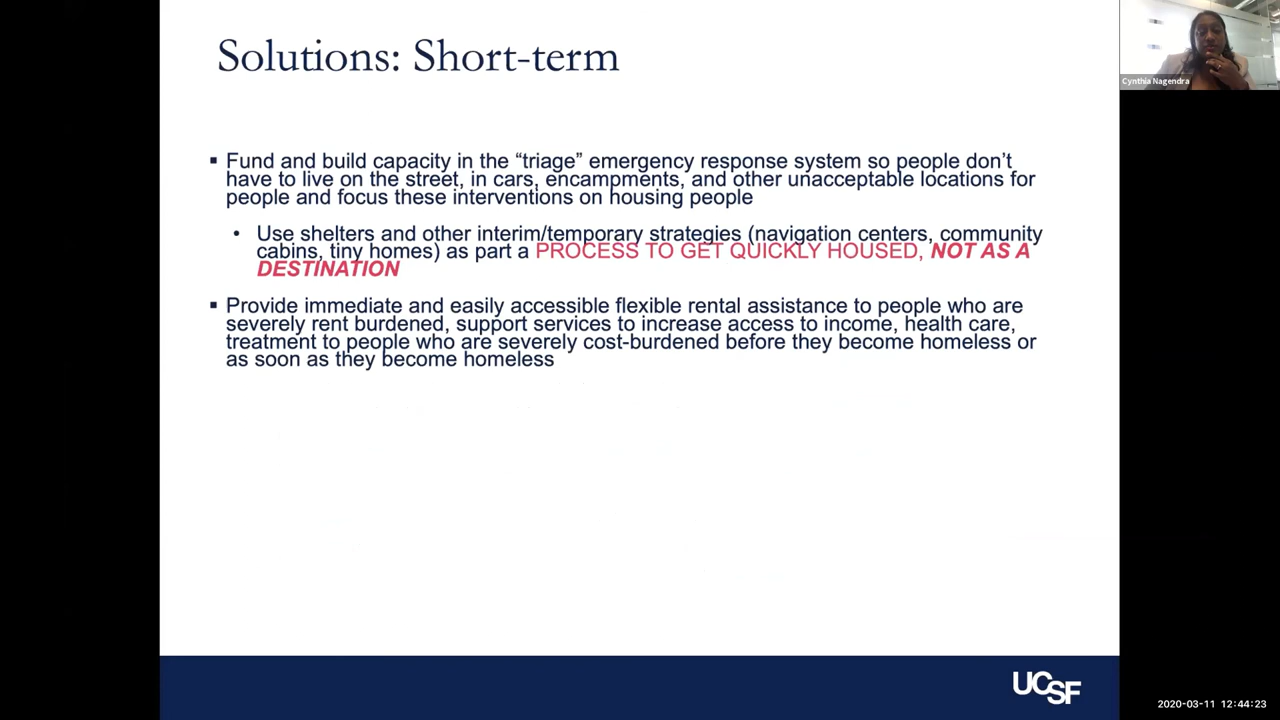 Solutions: Short-term
Cynthia Nagendra
▪ Fund and build capacity in the “triage” emergency response system so people don’t
have to live on the street, in cars, encampments, and other unacceptable locations for
people and focus these interventions on housing people
• Use shelters and other interim/temporary strategies (navigation centers, community
cabins, tiny homes) as part a PROCESS TO GET QUICKLY HOUSED, NOT AS A
DESTINATION
▪ Provide immediate and easily accessible flexible rental assistance to people who are
severely rent burdened, support services to increase access to income, health care,
treatment to people who are severely cost-burdened before they become homeless or
as soon as they become homeless
UCSF
2020-03-11 12:44:23